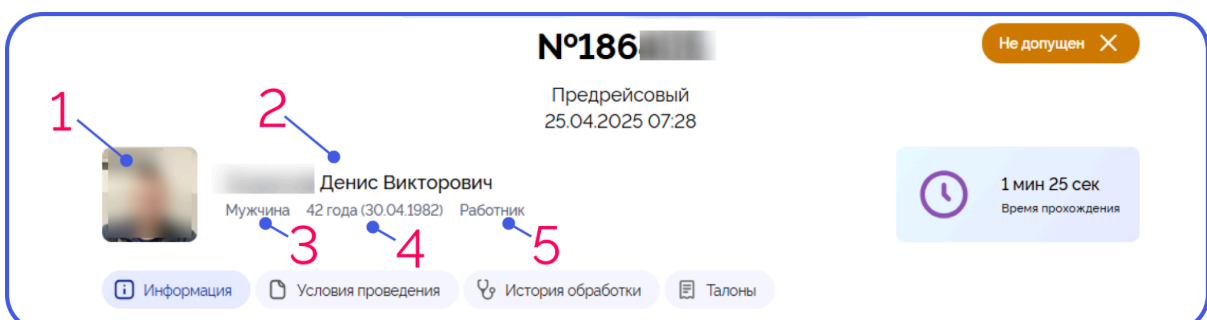 №186
Не допущен
Предрейсовый
25.04.2025 07:28
1
2
Денис Викторович
1 мин 25 сек
Мужчина 42 года (30.04.1982) Работник
Время прохождения
3 4 5
Информация Условия проведения История обработки Талоны